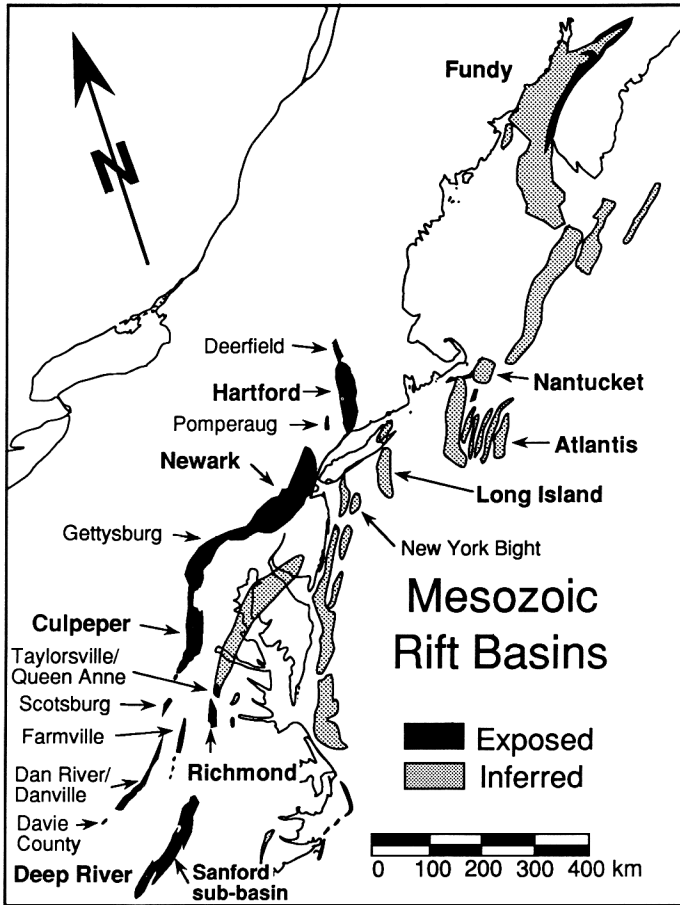 Fundy
N
Deerfield
Hartford
Nantucket
Pomperaug
Atlantis
Newark
Long Island
Gettysburg
New York Bight
Mesozoic
Rift Basins
Culpeper
Taylorsville/
Queen Anne
Scotsburg
Exposed
Farmville
Inferred
Richmond
Dan River/
Danville
Davie
County
0 100 200 300 400 km
Deep River
Sanford
sub-basin